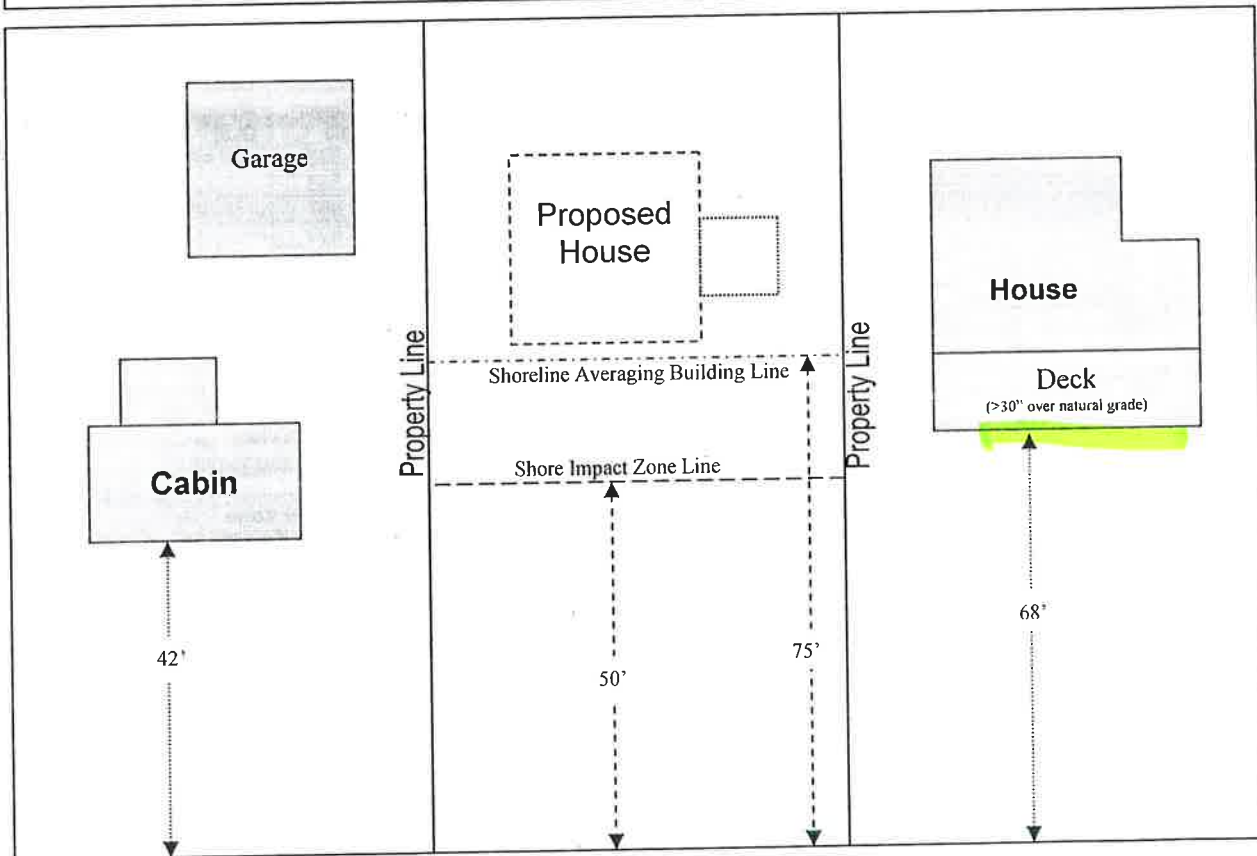 Garage
Proposed
House
House
Property Line
Property Line
Shoreline Averaging Building Line
Deck
(>30" over natural grade)
Shore Impact Zone Line
Cabin
42'
50'
75'
68'